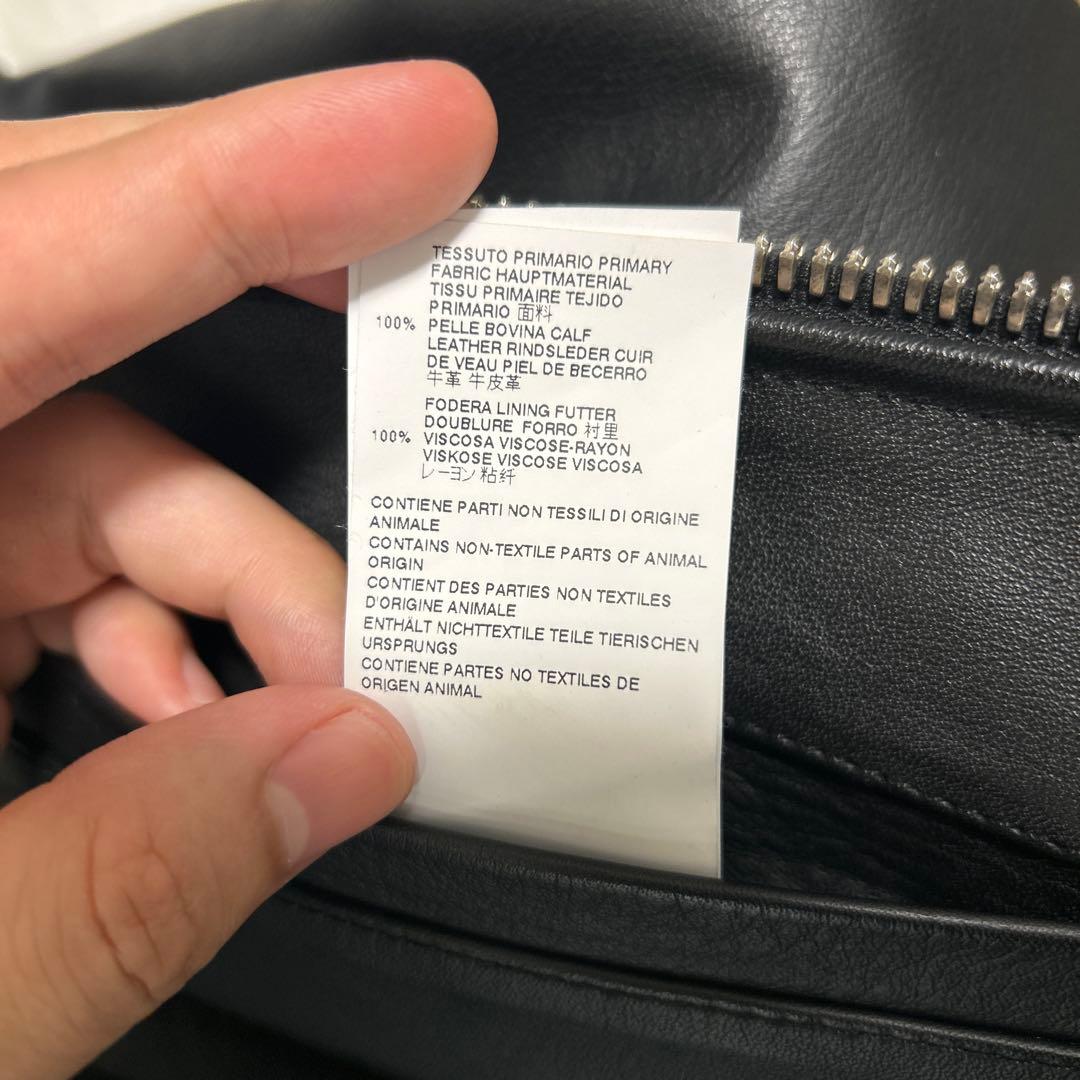 TESSUTO PRIMARIO PRIMARY
FABRIC HAUPTMATERIAL
TISSU PRIMAIRE TEJIDO
PRIMARIO 面料
100% PELLE BOVINA CALF
LEATHER RINDSLEDER CUIR
DE VEAU PIEL DE BECERRO
牛革 牛皮革
FODERA LINING FUTTER
DOUBLURE FORRO 村里
100% VISCOSA VISCOSE-RAYON
VISKOSE VISCOSE VISCOSA
レーヨン 粘纤
CONTIENE PARTI NON TESSILI DI ORIGINE
ANIMALE
CONTAINS NON-TEXTILE PARTS OF ANIMAL
ORIGIN
CONTIENT DES PARTIES NON TEXTILES
D'ORIGINE ANIMALE
ENTHÄLT NICHTTEXTILE TEILE TIERISCHEN
URSPRUNGS
CONTIENE PARTES NO TEXTILES DE
ORIGEN ANIMAL